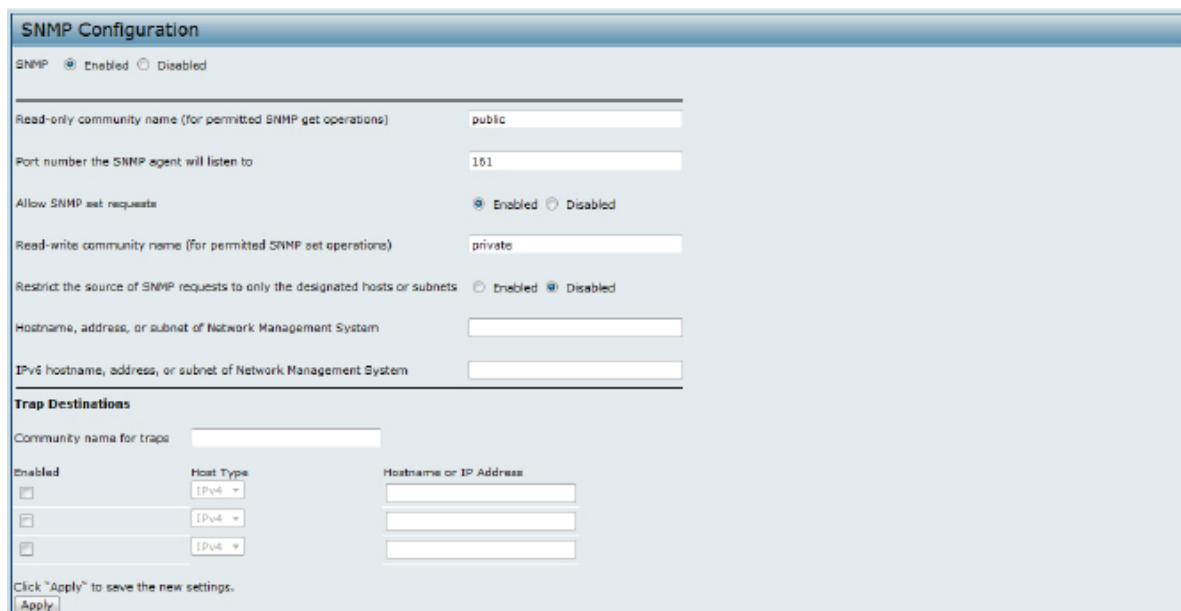 SNMP Configuration
SNMP Enabled Disabled
Read-only community name (for permitted SNMP get operations) public
Port number the SNMP agent will listen to 161
Allow SNMP set requests Enabled Disabled
Read-write community name (for permitted SNMP set operations) private
Restrict the source of SNMP requests to only the designated hosts or subnets Enabled Disabled
Hostname, address, or subnet of Network Management System
IPv6 hostname, address, or subnet of Network Management System
Trap Destinations
Community name for traps
Enabled Host Type Hostname or IP Address
IPv4
IPv4
IPv4
Click "Apply" to save the new settings.
Apply